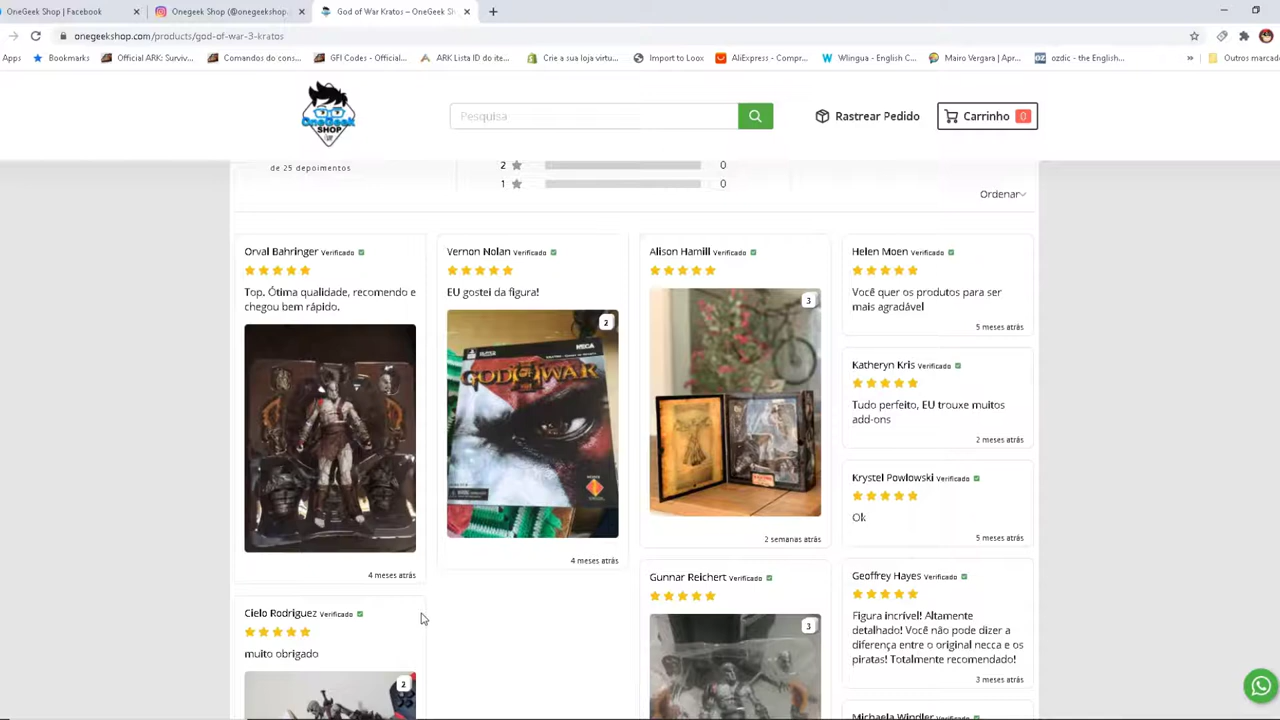 OneGeek Shop | Facebook
Onegeek Shop (@onegeekshop.
God of War Kratos – OneGeek Sh
onegeekshop.com/products/god-of-war-3-kratos
Apps
Bookmarks
Official ARK: Surviv...
Comandos do cons...
GFI Codes - Official...
ARK Lista ID do ite...
Crie a sua loja virtu...
Import to Loox
AliExpress - Compr...
Wlingua - English C...
Mairo Vergara | Apr...
ozdic - the English...
»
Outros marcad
OneGeek
SHOP
Pesquisa
Rastrear Pedido
Carrinho 0
de 25 depoimentos
2 0
1 0
Ordenar
Orval Bahringer Verificado
Top. Ótima qualidade, recomendo e
chegou bem rápido.
4 meses atrás
Cielo Rodriguez Verificado
muito obrigado
2
Vernon Nolan Verificado
EU gostei da figura!
2
GOD OF WAR
4 meses atrás
Alison Hamill Verificado
3
2 semanas atrás
Gunnar Reichert Verificado
3
Helen Moen Verificado
Você quer os produtos para ser
mais agradável
5 meses atrás
Katheryn Kris Verificado
Tudo perfeito, EU trouxe muitos
add-ons
2 meses atrás
Krystel Powlowski Verificado
Ok
5 meses atrás
Geoffrey Hayes Verificado
Figura incrível! Altamente
detalhado! Você não pode dizer a
diferença entre o original necca e os
piratas! Totalmente recomendado!
3 meses atrás
Michaela Windler Verificado